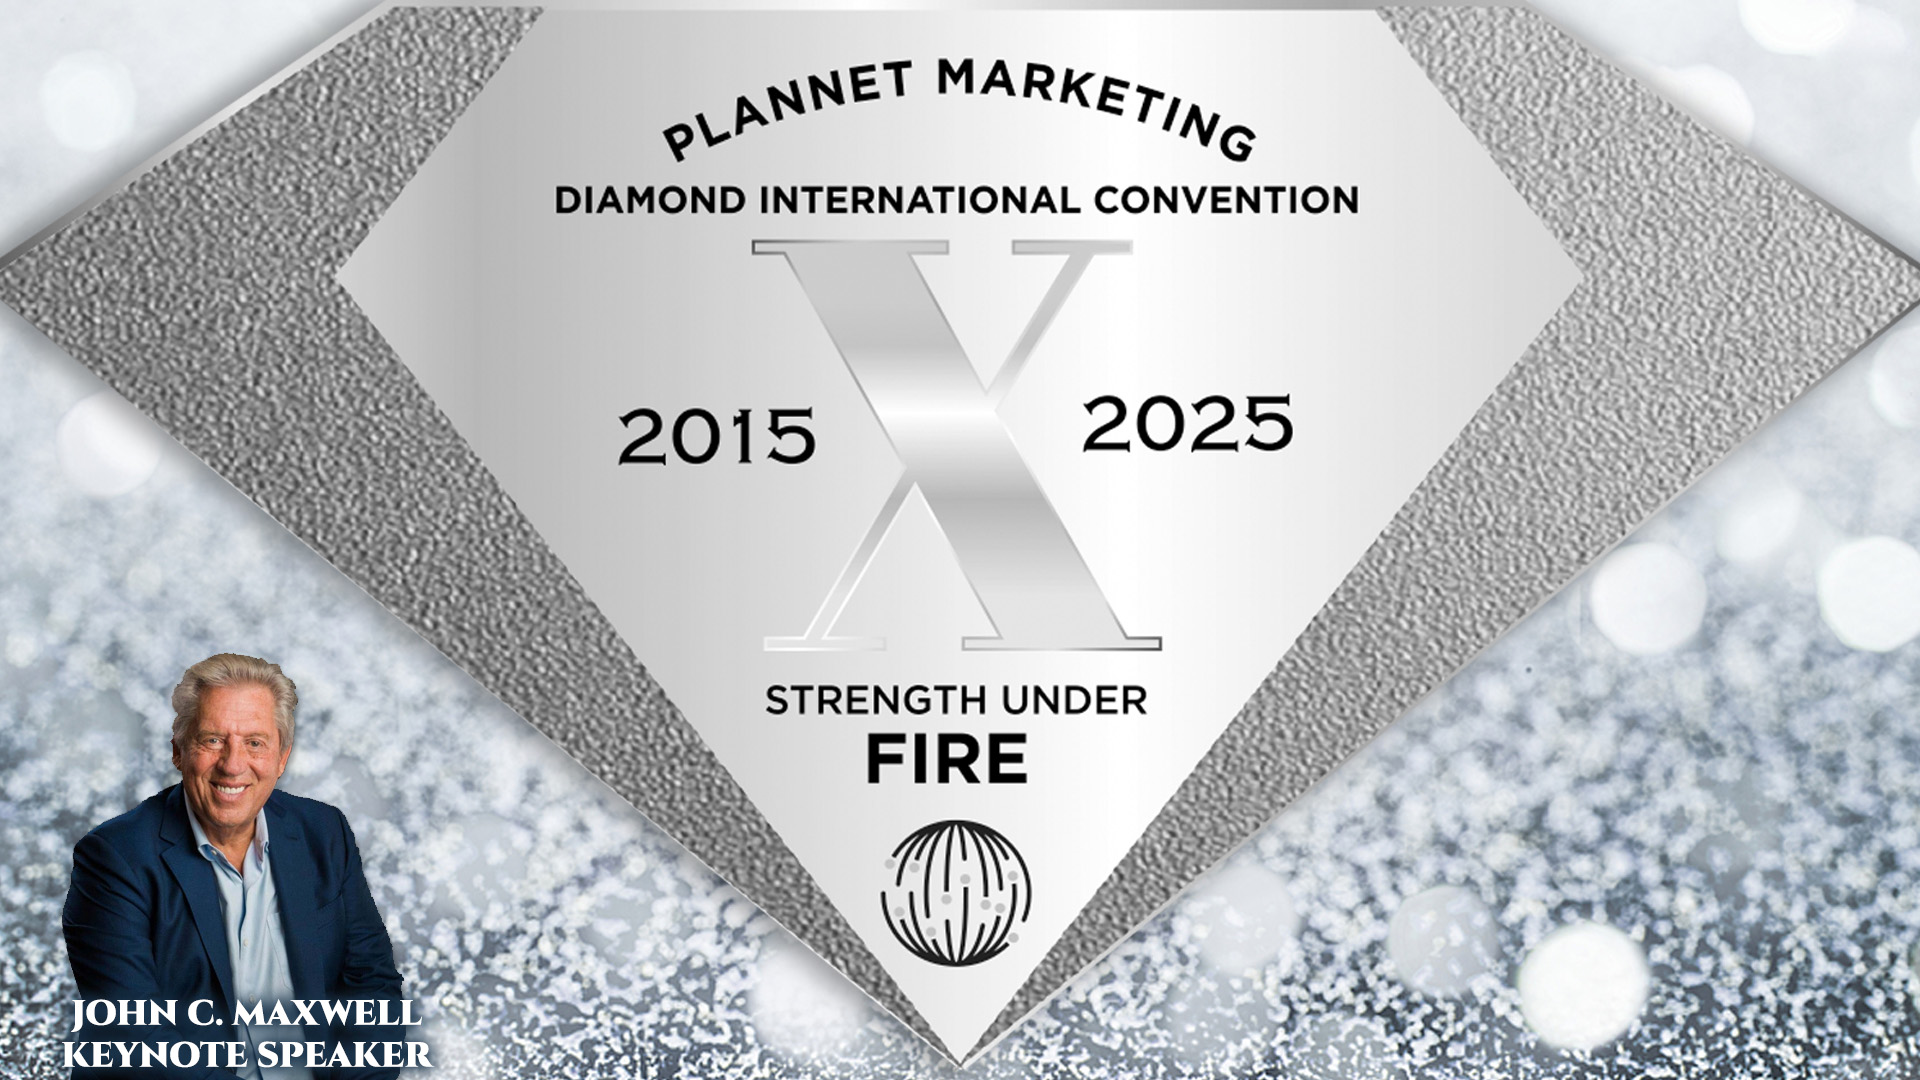 PLANNET MARKETING
DIAMOND INTERNATIONAL CONVENTION
X
2015
2025
STRENGTH UNDER
FIRE
JOHN C. MAXWELL
KEYNOTE SPEAKER